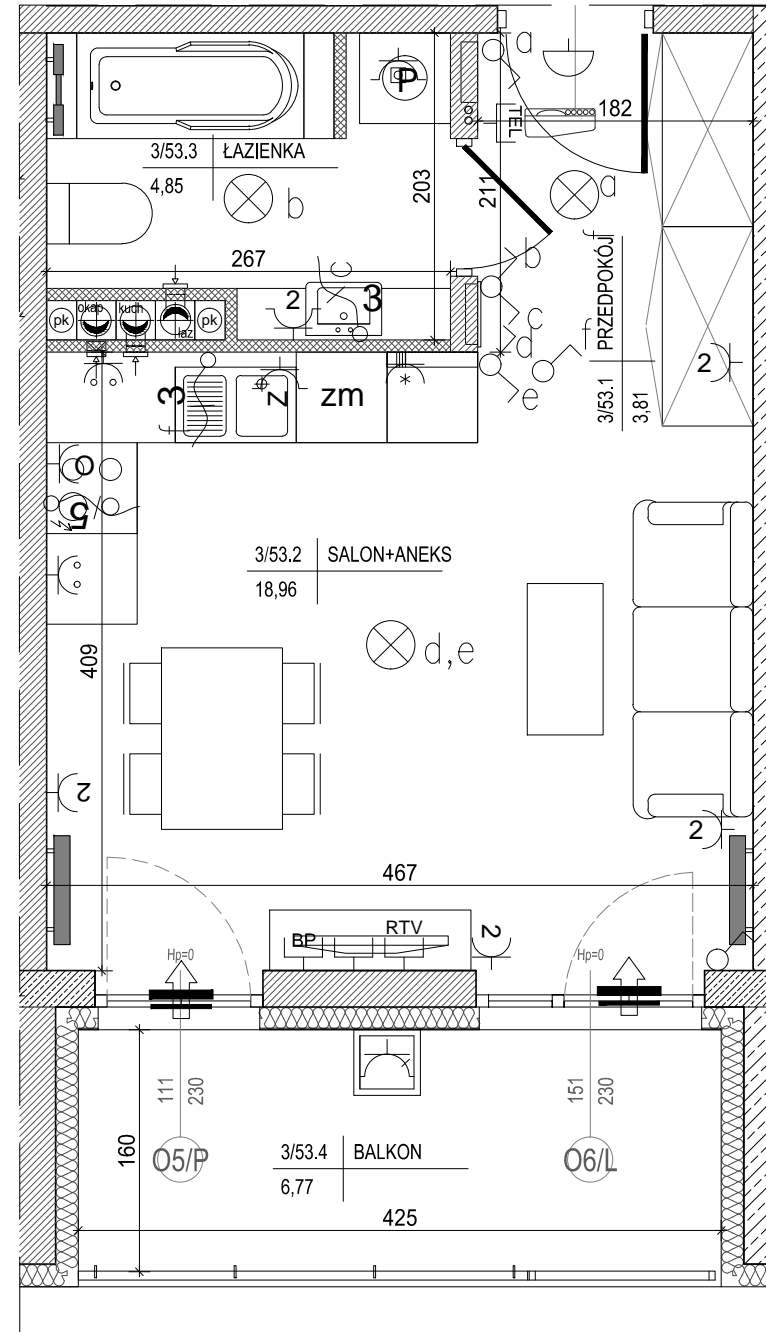 P
TEL
182
3/53.3 ŁAZIENKA
4,85
b
a
203
211
267
c
2
3
b
f
PRZEDPOKÓJ
3/53.1
3,81
pk
okap
kuch
łaz
pk
c
d
f
e
2
f
3
z
zm
*
O
5
3/53.2 SALON+ANEKS
18,96
d,e
409
2
2
467
BP
RTV
2
Hp=0
Hp=0
111
230
151
230
160
O5/P
3/53.4 BALKON
6,77
O6/L
425